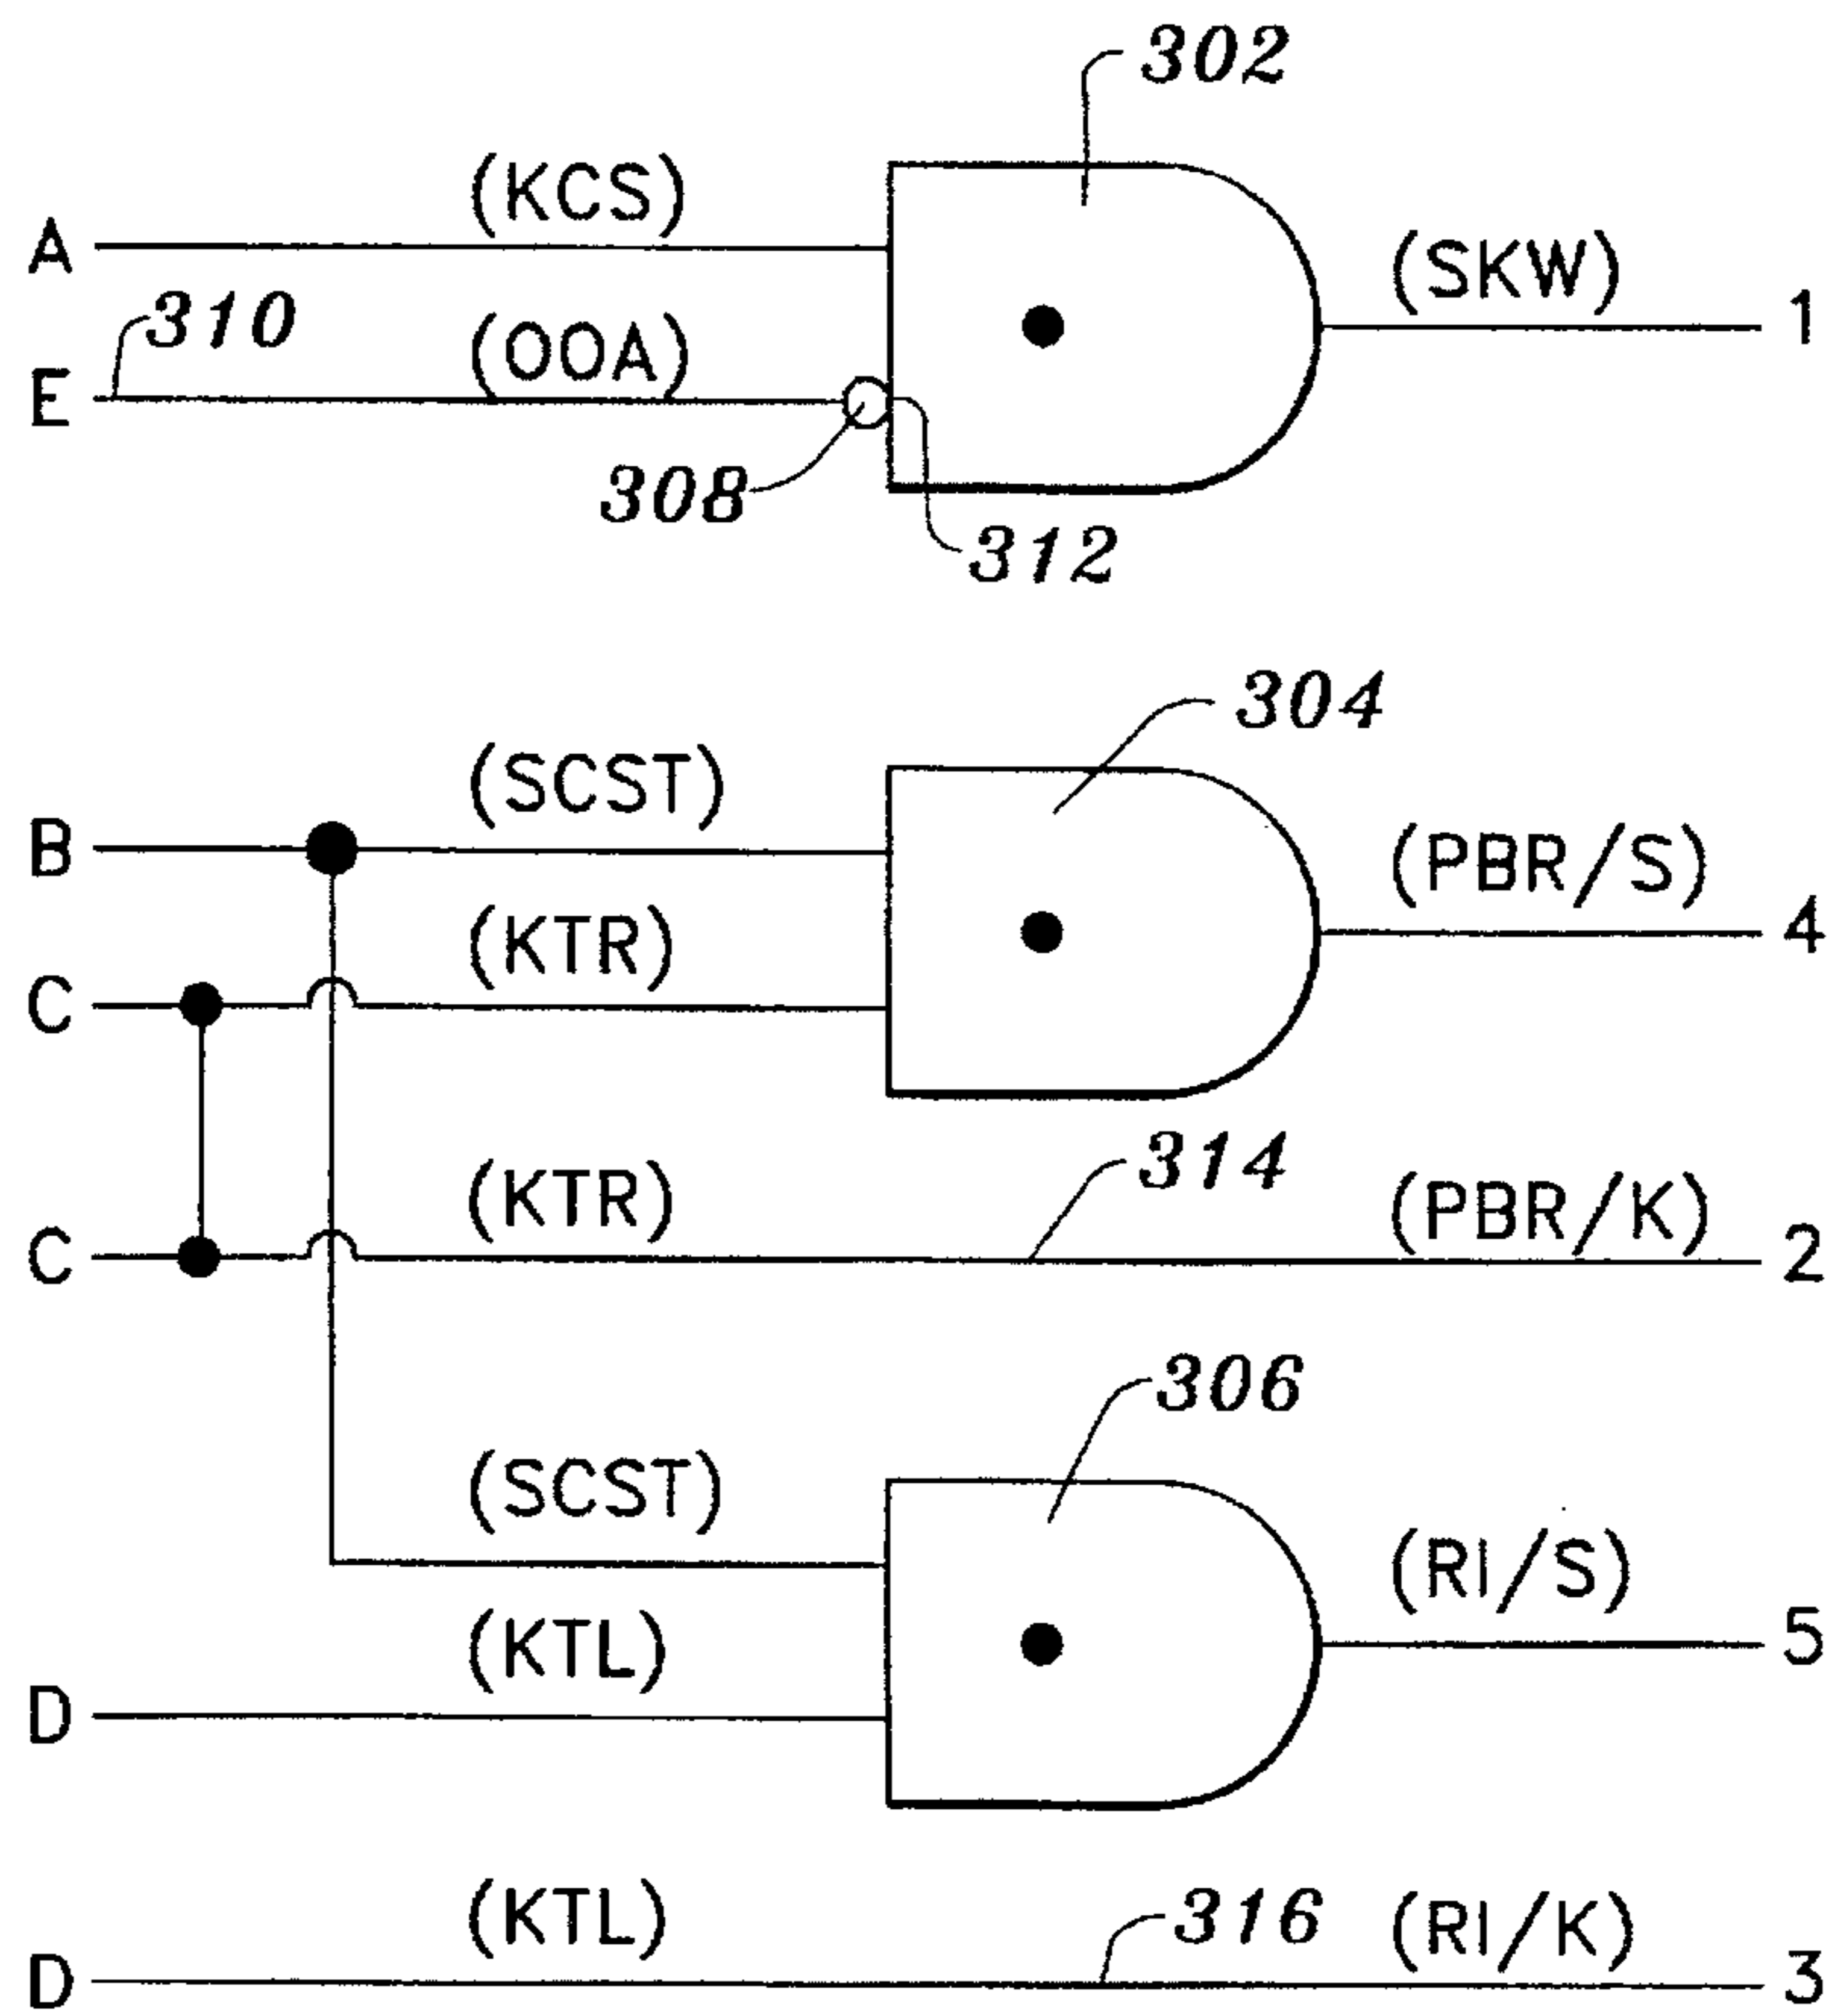 302
(KCS)
A
(SKW)
1
310
(OOA)
E
308
312
304
(SCST)
B
(PBR/S)
4
(KTR)
C
314
(KTR)
(PBR/K)
C
2
306
(SCST)
(RI/S)
5
(KTL)
D
(KTL)
316
(RI/K)
D
3